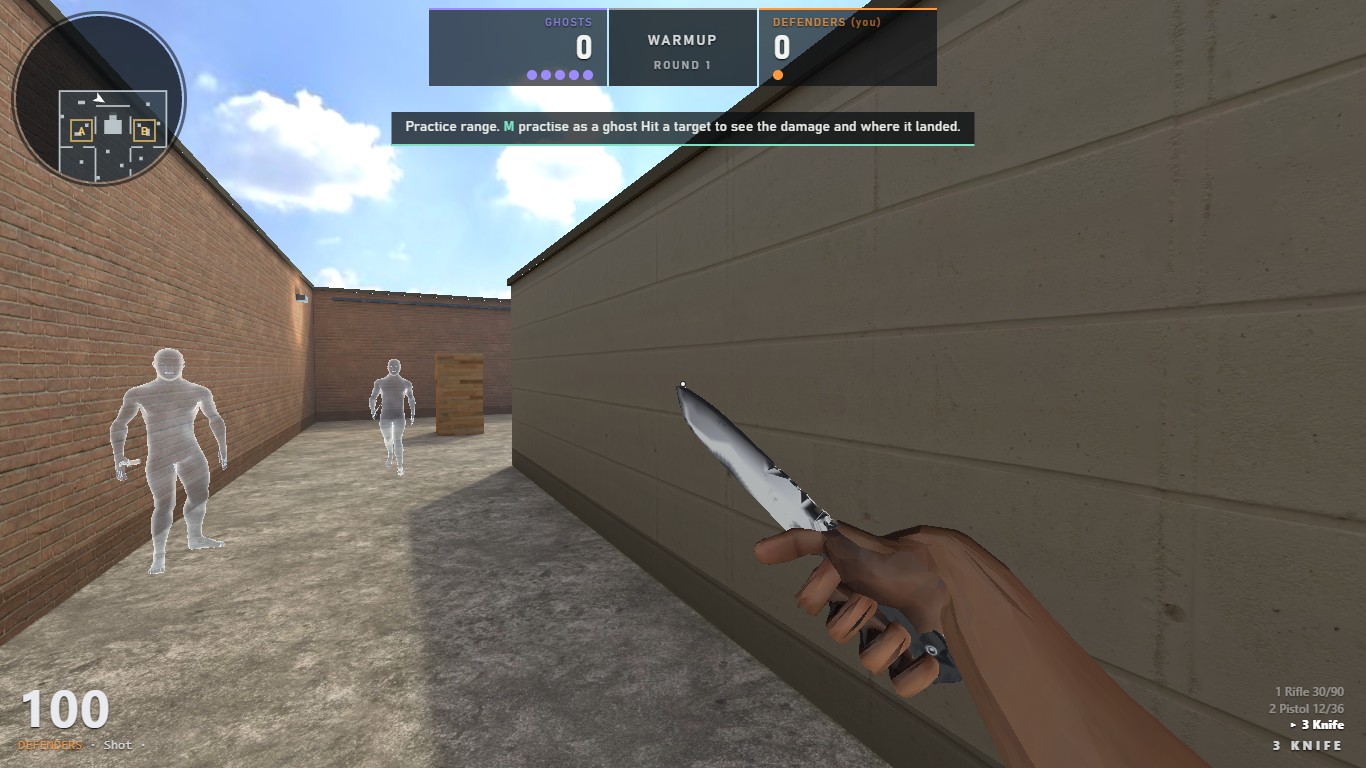 GHOSTS
0
WARMUP
ROUND 1
DEFENDERS (you)
0
Practice range. M practise as a ghost Hit a target to see the damage and where it landed.
A
B
100
DEFENDERS · Shot ·
1 Rifle 30/90
2 Pistol 12/36
▸ 3 Knife
3 KNIFE